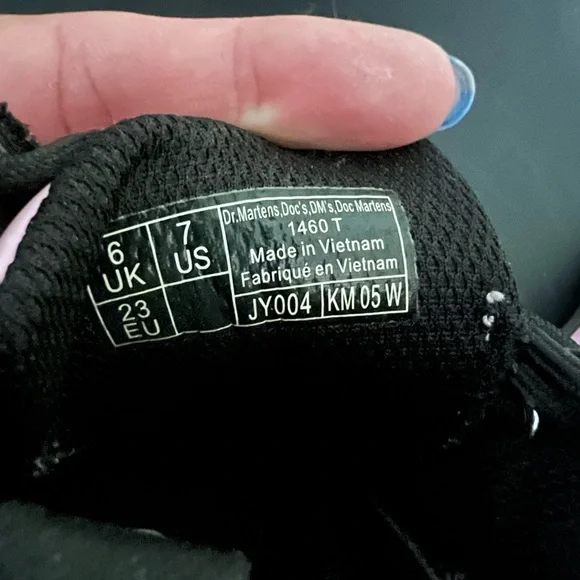 6
UK
7
US
23
EU
Dr.Martens,Doc's,DM's,Doc Martens
1460 T
Made in Vietnam
Fabriqué en Vietnam
JY004 KM 05 W